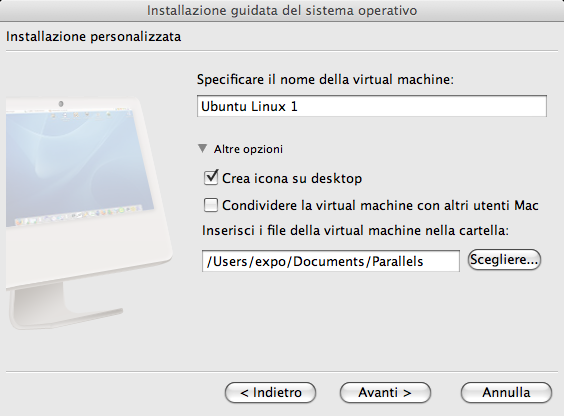 Installazione guidata del sistema operativo
Installazione personalizzata
Specificare il nome della virtual machine:
Ubuntu Linux 1
Altre opzioni
Crea icona su desktop
Condividere la virtual machine con altri utenti Mac
Inserisci i file della virtual machine nella cartella:
/Users/expo/Documents/Parallels
Scegliere...
< Indietro
Avanti >
Annulla